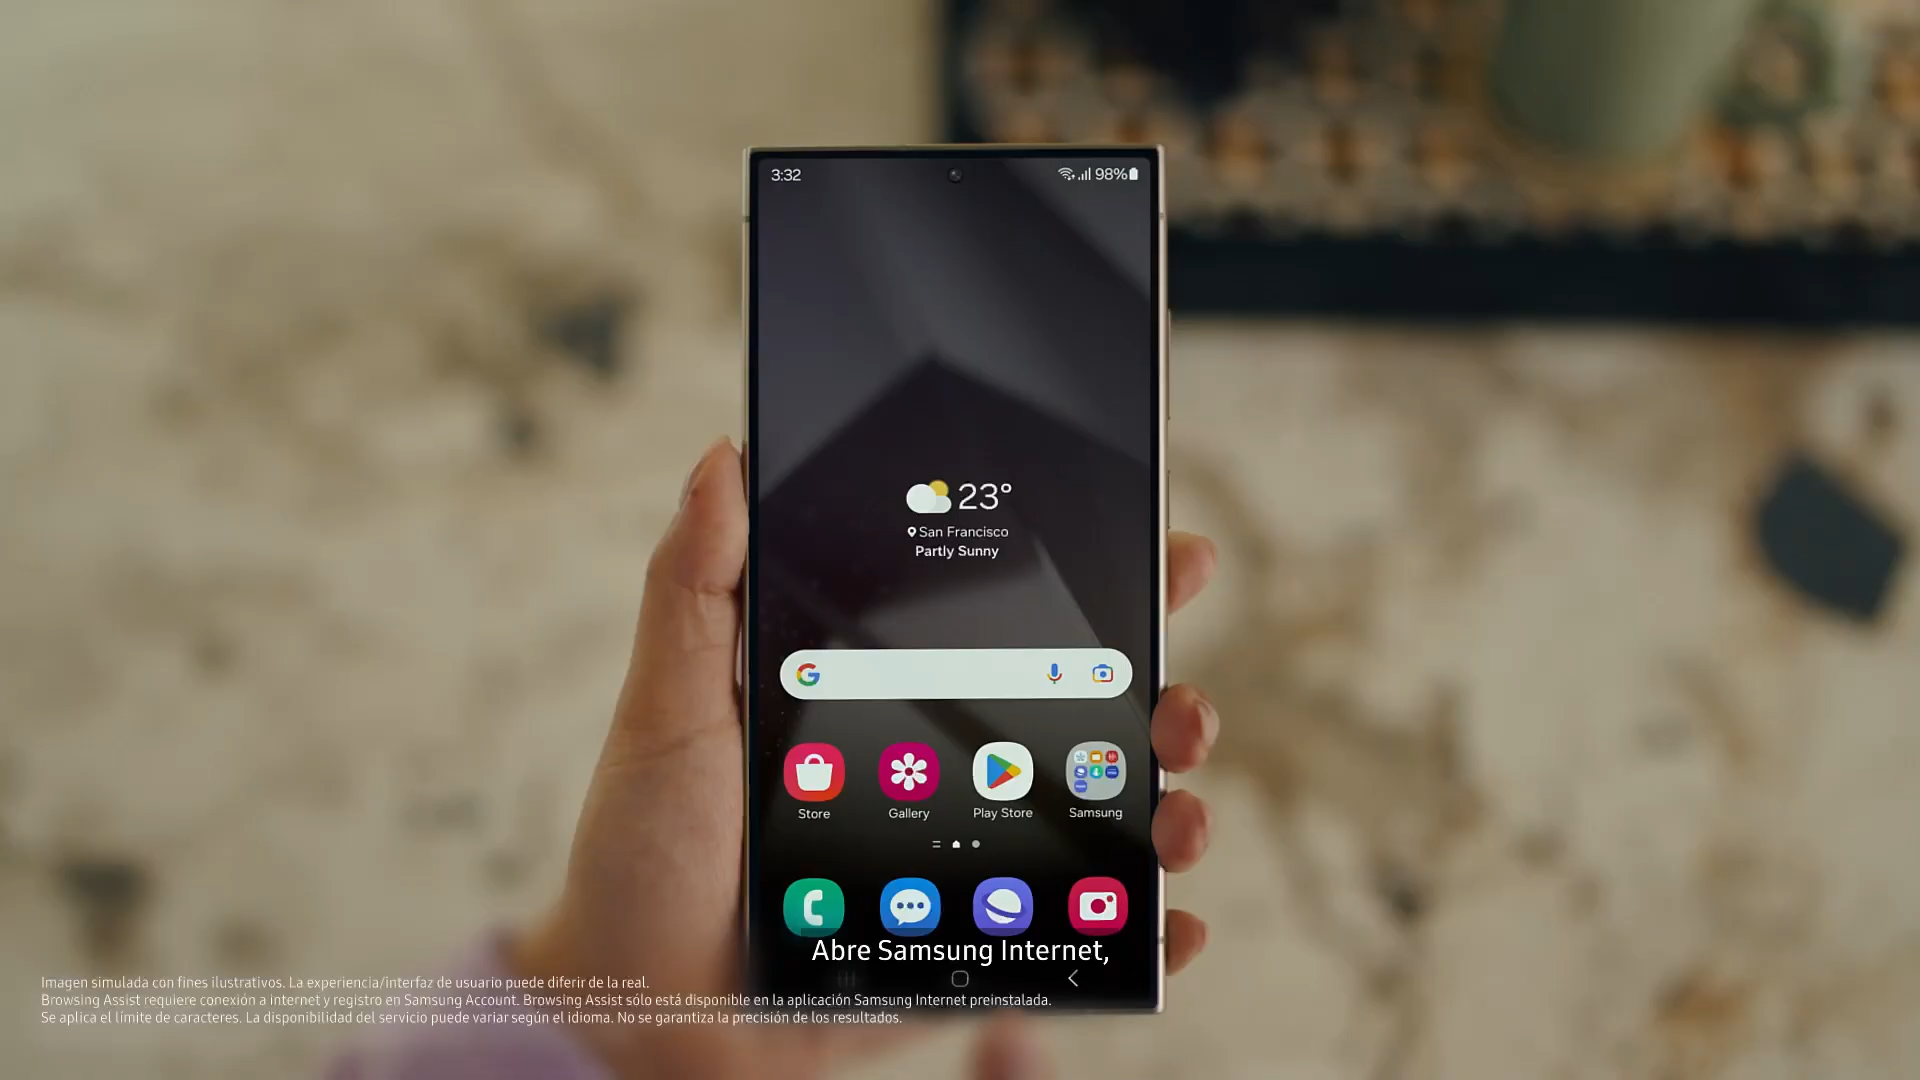 3:32
98%
23°
San Francisco
Partly Sunny
Store
Gallery
Play Store
Samsung
Abre Samsung Internet,
Imagen simulada con fines ilustrativos. La experiencia/interfaz de usuario puede diferir de la real.
Browsing Assist requiere conexión a internet y registro en Samsung Account. Browsing Assist sólo está disponible en la aplicación Samsung Internet preinstalada.
Se aplica el límite de caracteres. La disponibilidad del servicio puede variar según el idioma. No se garantiza la precisión de los resultados.